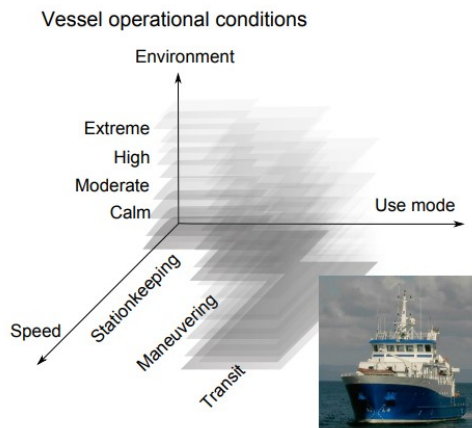 Vessel operational conditions
Environment
Extreme
High
Moderate
Calm
Use mode
Speed
Stationkeeping
Maneuvering
Transit